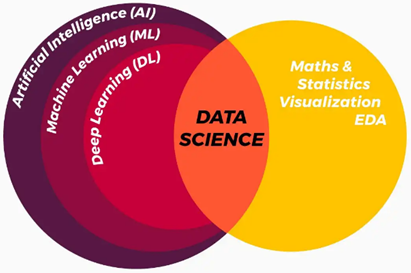 Artificial Intelligence (AI)
Machine Learning (ML)
Deep Learning (DL)
DATA
SCIENCE
Maths &
Statistics
Visualization
EDA